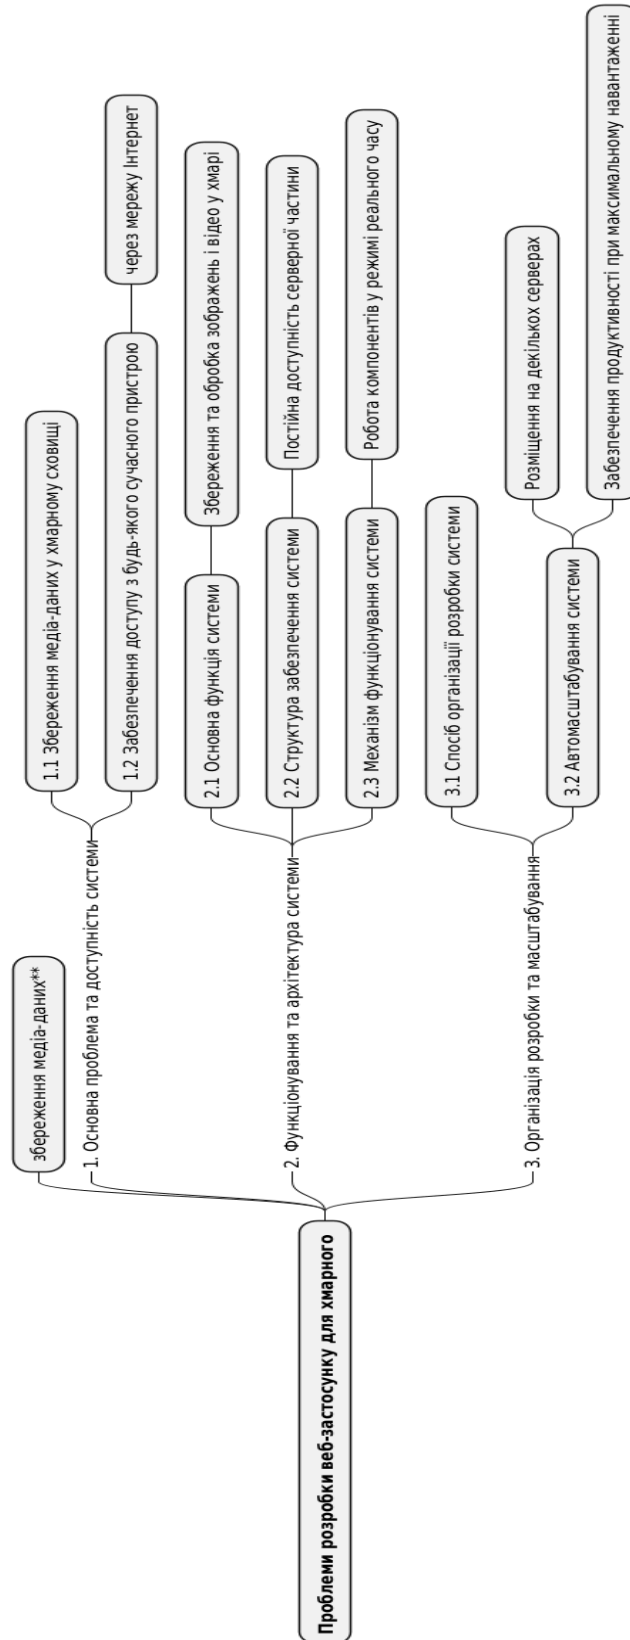 Проблеми розробки веб-застосунку для хмарного
збереження медіа-даних**
1. Основна проблема та доступність системи
1.1 Збереження медіа-даних у хмарному сховищі
1.2 Забезпечення доступу з будь-якого сучасного пристрою
через мережу Інтернет
2. Функціонування та архітектура системи
2.1 Основна функція системи
Збереження та обробка зображень і відео у хмарі
2.2 Структура забезпечення системи
Постійна доступність серверної частини
2.3 Механізм функціонування системи
Робота компонентів у режимі реального часу
3. Організація розробки та масштабування
3.1 Спосіб організації розробки системи
3.2 Автомасштабування системи
Розміщення на декількох серверах
Забезпечення продуктивності при максимальному навантаженні